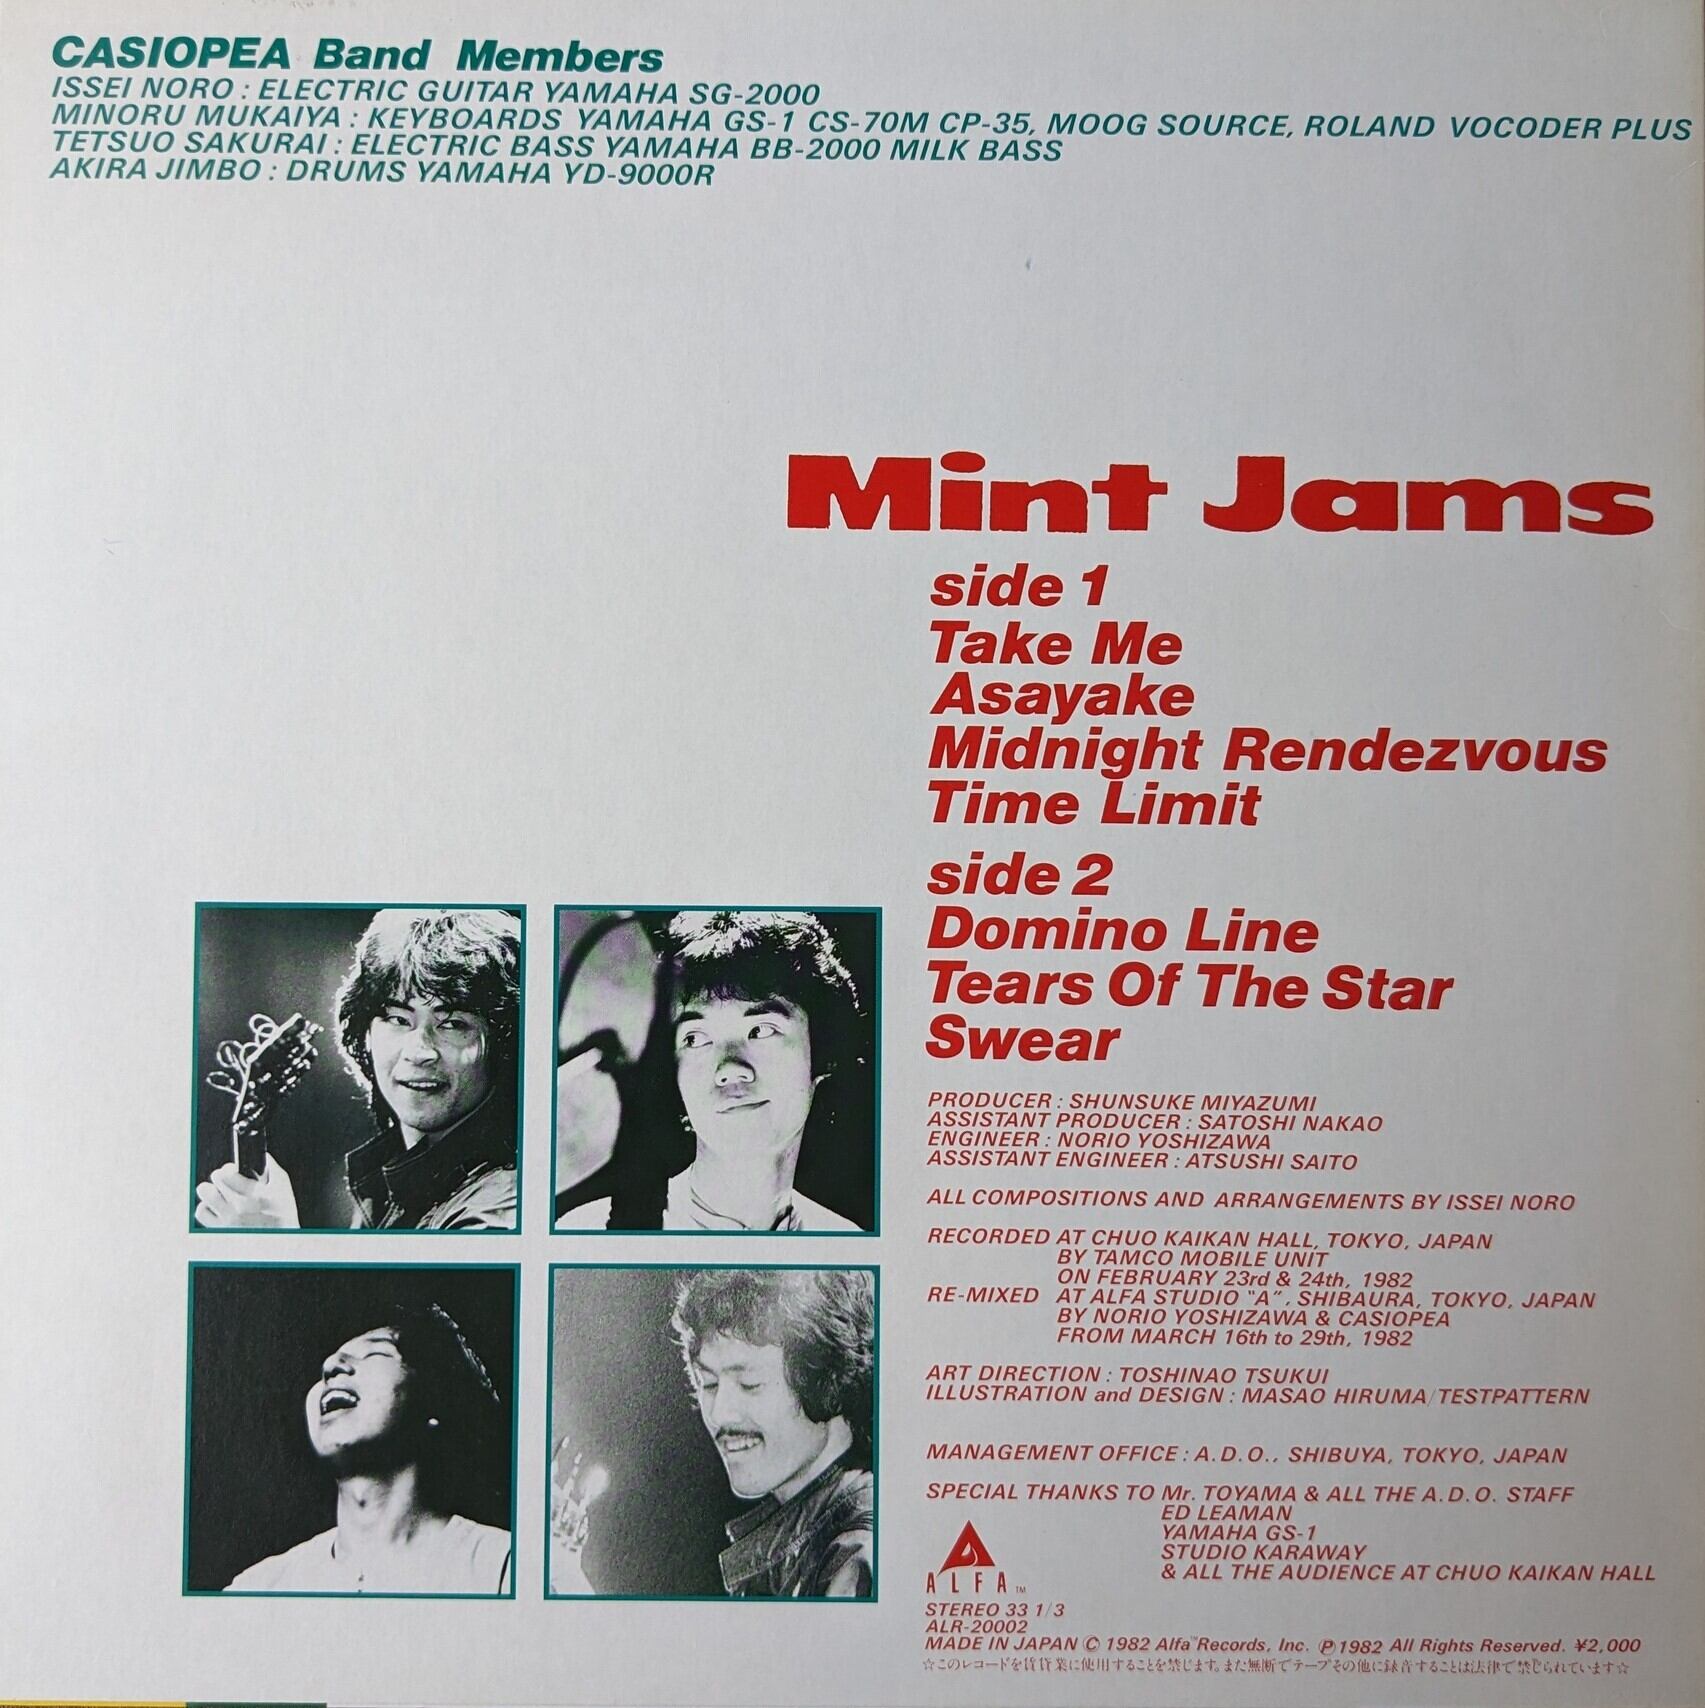 CASIOPEA Band Members
ISSEI NORO : ELECTRIC GUITAR YAMAHA SG-2000
MINORU MUKAIYA : KEYBOARDS YAMAHA GS-1 CS-70M CP-35, MOOG SOURCE, ROLAND VOCODER PLUS
TETSUO SAKURAI : ELECTRIC BASS YAMAHA BB-2000 MILK BASS
AKIRA JIMBO : DRUMS YAMAHA YD-9000R
Mint Jams
side 1
Take Me
Asayake
Midnight Rendezvous
Time Limit
side 2
Domino Line
Tears Of The Star
Swear
PRODUCER : SHUNSUKE MIYAZUMI
ASSISTANT PRODUCER : SATOSHI NAKAO
ENGINEER : NORIO YOSHIZAWA
ASSISTANT ENGINEER : ATSUSHI SAITO
ALL COMPOSITIONS AND ARRANGEMENTS BY ISSEI NORO
RECORDED AT CHUO KAIKAN HALL, TOKYO, JAPAN
BY TAMCO MOBILE UNIT
ON FEBRUARY 23rd & 24th, 1982
RE-MIXED AT ALFA STUDIO "A", SHIBAURA, TOKYO, JAPAN
BY NORIO YOSHIZAWA & CASIOPEA
FROM MARCH 16th to 29th, 1982
ART DIRECTION : TOSHINAO TSUKUI
ILLUSTRATION and DESIGN : MASAO HIRUMA/TESTPATTERN
MANAGEMENT OFFICE : A.D.O., SHIBUYA, TOKYO, JAPAN
SPECIAL THANKS TO Mr. TOYAMA & ALL THE A.D.O. STAFF
ED LEAMAN
YAMAHA GS-1
STUDIO KARAWAY
& ALL THE AUDIENCE AT CHUO KAIKAN HALL
ALFA™
STEREO 33 1/3
ALR-20002
MADE IN JAPAN Ⓒ 1982 Alfa™Records, Inc. Ⓟ1982 All Rights Reserved. ¥2,000
☆このレコードを賃貸業に使用することを禁じます。また無断でテープその他に録音することは法律で禁じられています☆